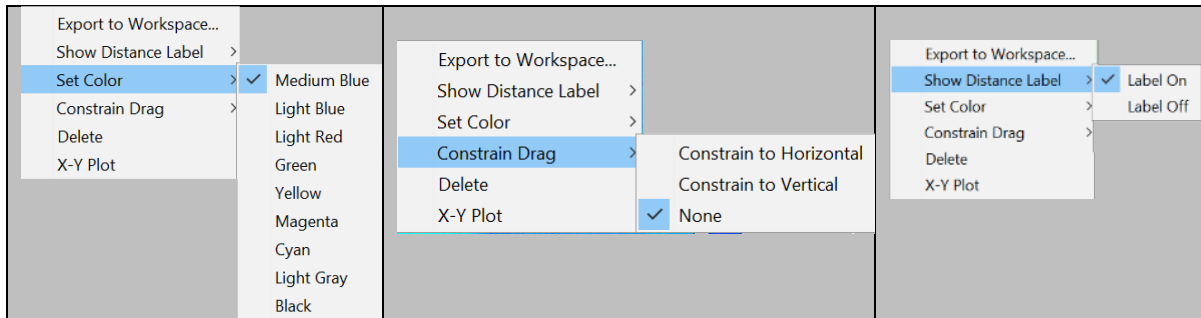 Export to Workspace...
Show Distance Label
Set Color
Constrain Drag
Delete
X-Y Plot
Medium Blue
Light Blue
Light Red
Green
Yellow
Magenta
Cyan
Light Gray
Black
Export to Workspace...
Show Distance Label
Set Color
Constrain Drag
Delete
X-Y Plot
Constrain to Horizontal
Constrain to Vertical
None
Export to Workspace...
Show Distance Label
Set Color
Constrain Drag
Delete
X-Y Plot
Label On
Label Off